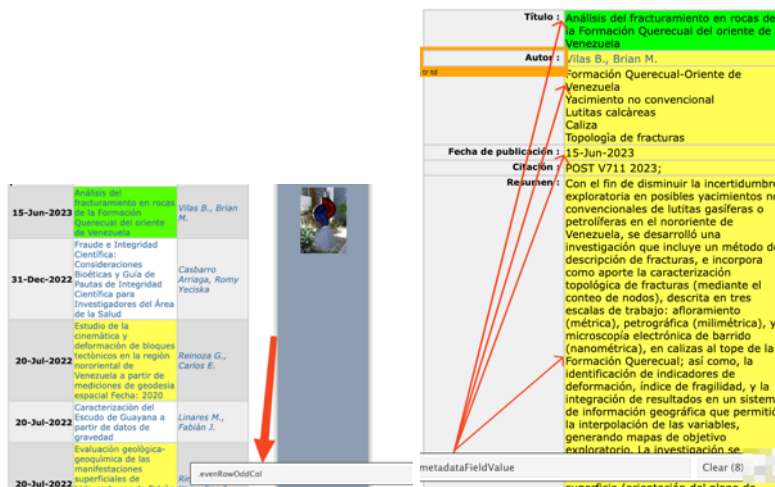 15-Jun-2023
Análisis del
fracturamiento en rocas
de la Formación
Querecual del oriente
de Venezuela
Vilas B., Brian
M.
31-Dec-2022
Fraude e Integridad
Científica:
Consideraciones
Bioéticas y Guía de
Pautas de Integridad
Científica para
Investigadores del Área
de la Salud
Casbarro
Arriaga, Romy
Yeciska
20-Jul-2022
Estudio de la
cinemática y
deformación de bloques
tectónicos en la región
nororiental de
Venezuela a partir de
mediciones de geodesia
espacial Fecha: 2020
Reinoza G.,
Carlos E.
20-Jul-2022
Caracterización del
Escudo de Guayana a
partir de datos de
gravedad
Linares M.,
Fabián J.
20-Jul-2022
Evaluación geológica-
geoquímica de las
manifestaciones
superficiales de
.evenRowOddCol
Título :
Análisis del fracturamiento en rocas de
la Formación Querecual del oriente de
Venezuela
Autor :
Vilas B., Brian M.
tr td
Formación Querecual-Oriente de
Venezuela
Yacimiento no convencional
Lutitas calcàreas
Caliza
Topologìa de fracturas
Fecha de publicación :
15-Jun-2023
Citación :
POST V711 2023;
Resumen :
Con el fin de disminuir la incertidumbre
exploratoria en posibles yacimientos no
convencionales de lutitas gasíferas o
petrolíferas en el nororiente de
Venezuela, se desarrolló una
investigación que incluye un método de
descripción de fracturas, e incorpora
como aporte la caracterización
topológica de fracturas (mediante el
conteo de nodos), descrita en tres
escalas de trabajo: afloramiento
(métrica), petrográfica (milimétrica), y
microscopía electrónica de barrido
(nanométrica), en calizas al tope de la
Formación Querecual; así como, la
identificación de indicadores de
deformación, índice de fragilidad, y la
integración de resultados en un sistema
de información geográfica que permitió
la interpolación de las variables,
generando mapas de objetivo
exploratorio. La investigación se
metadataFieldValue
Clear (8)
superficie (orientación del plano de